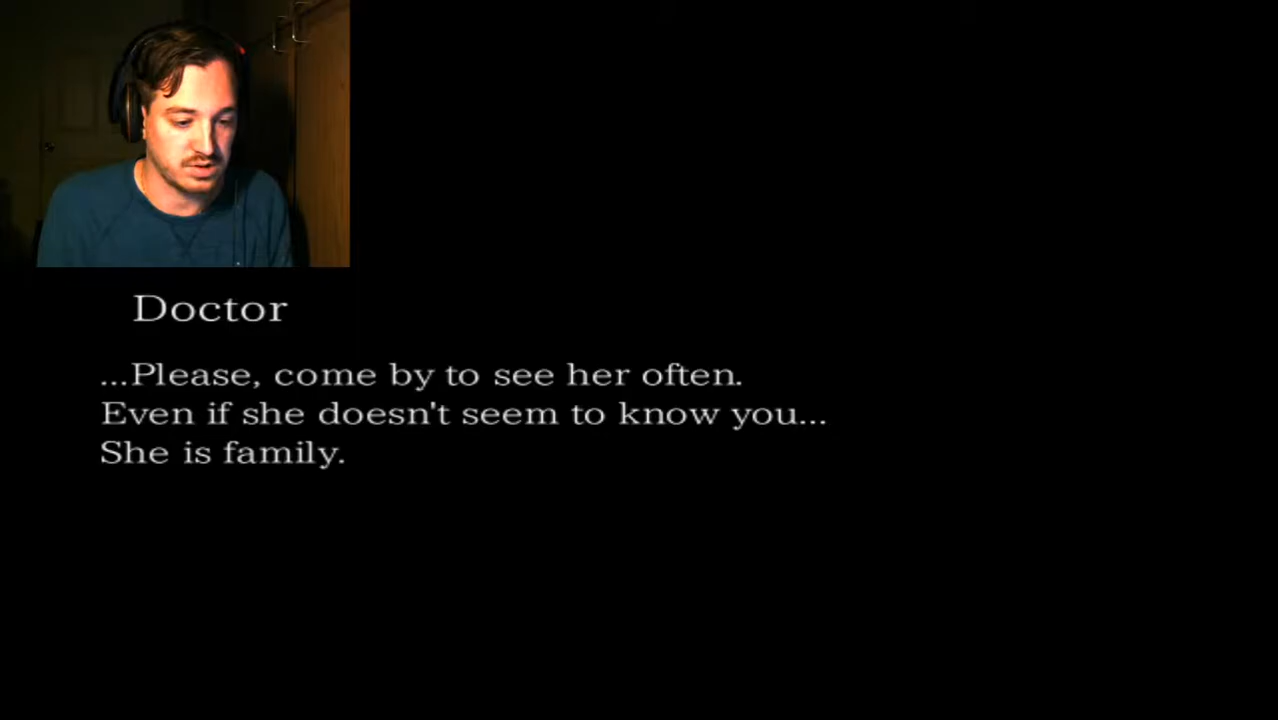 Doctor
...Please, come by to see her often.
Even if she doesn't seem to know you...
She is family.